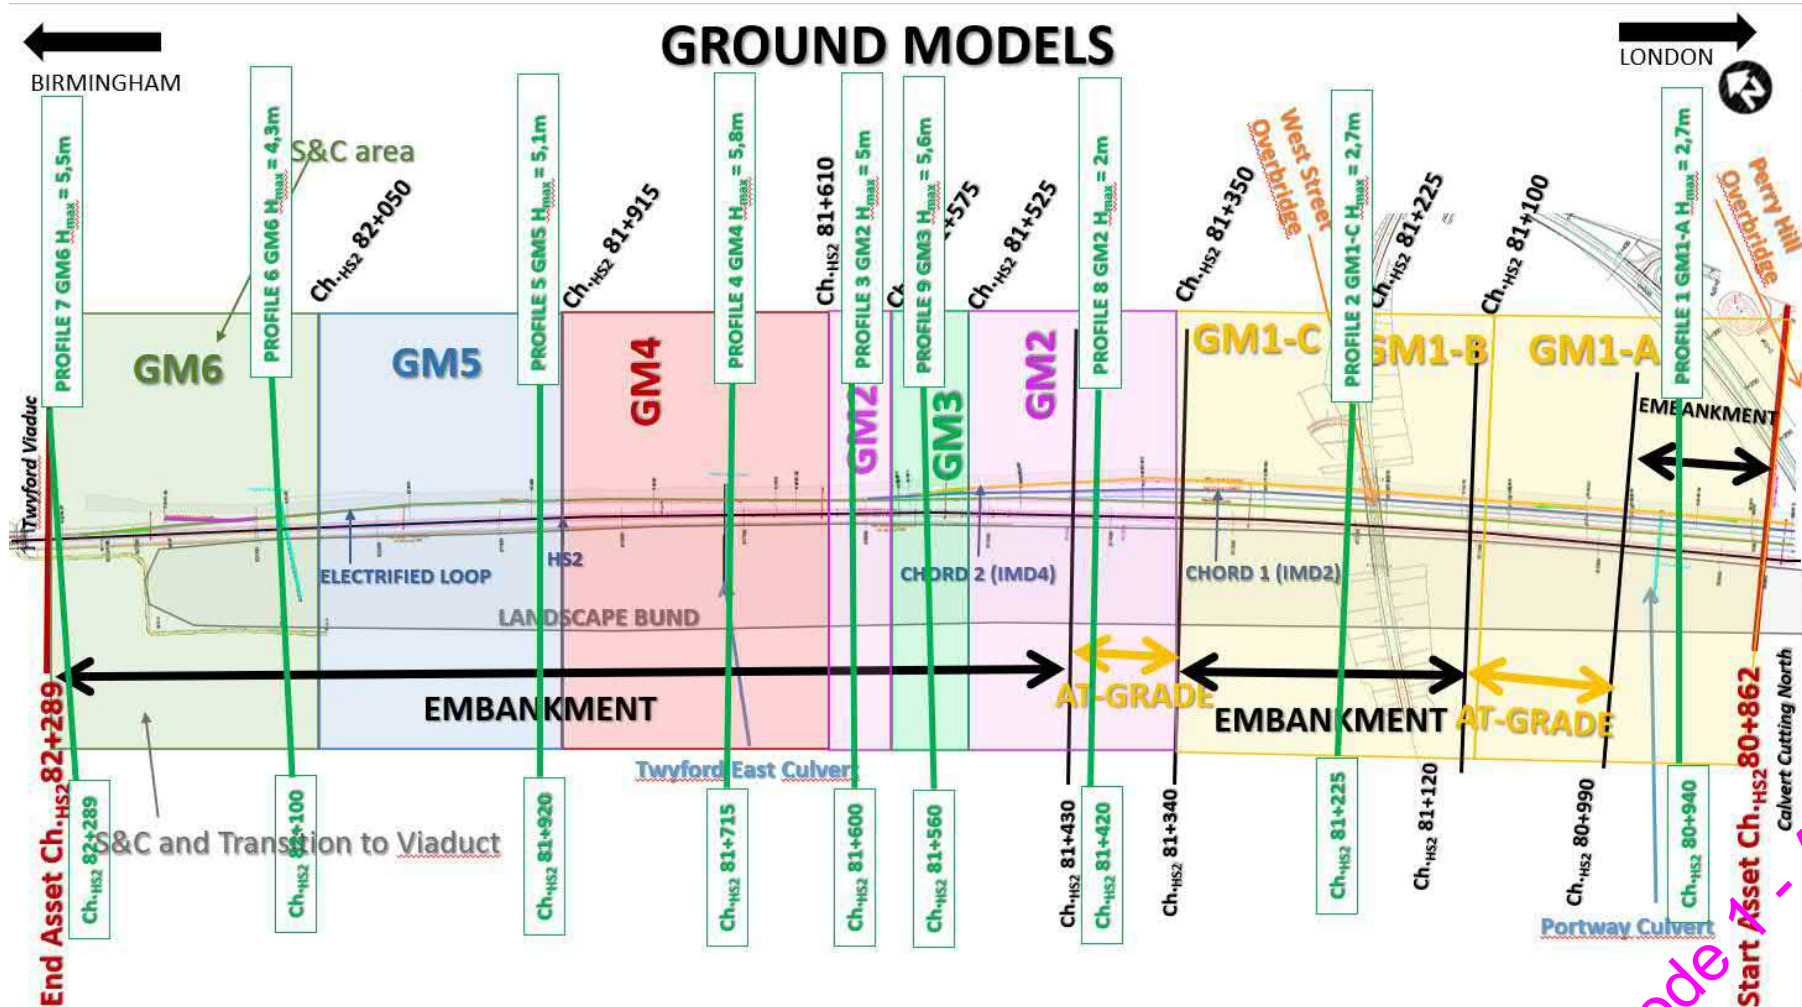 GROUND MODELS
BIRMINGHAM
LONDON
PROFILE 7 GM6 Hmax = 5,5m
PROFILE 6 GM6 Hmax = 4,3m
PROFILE 5 GM5 Hmax = 5,1m
PROFILE 4 GM4 Hmax = 5,8m
PROFILE 3 GM2 Hmax = 5m
PROFILE 9 GM3 Hmax = 5,6m
PROFILE 8 GM2 Hmax = 2m
PROFILE 2 GM1-C Hmax = 2,7m
PROFILE 1 GM1-A Hmax = 2,7m
S&C area
West Street
Overbridge
Perry Hill
Overbridge
Ch.HS2 82+050
Ch.HS2 81+915
Ch.HS2 81+610
+575
Ch.HS2 81+525
Ch.HS2 81+350
Ch.HS2 81+225
Ch.HS2 81+100
GM6
GM5
GM4
GM2
GM3
GM2
GM1-C
GM1-B
GM1-A
EMBANKMENT
Twyford Viaduc
ELECTRIFIED LOOP
HS2
CHORD 2 (IMD4)
CHORD 1 (IMD2)
LANDSCAPE BUND
EMBANKMENT
AT-GRADE
EMBANKMENT
AT-GRADE
Twyford East Culvert
S&C and Transition to Viaduct
Portway Culvert
End Asset Ch.HS2 82+289
Ch.HS2 82+289
Ch.HS2 82+100
Ch.HS2 81+920
Ch.HS2 81+715
Ch.HS2 81+600
Ch.HS2 81+560
Ch.HS2 81+430
Ch.HS2 81+420
Ch.HS2 81+340
Ch.HS2 81+225
Ch.HS2 81+120
Ch.HS2 80+990
Ch.HS2 80+940
Start Asset Ch.HS2 80+862
Calvert Cutting North
ode 1 -